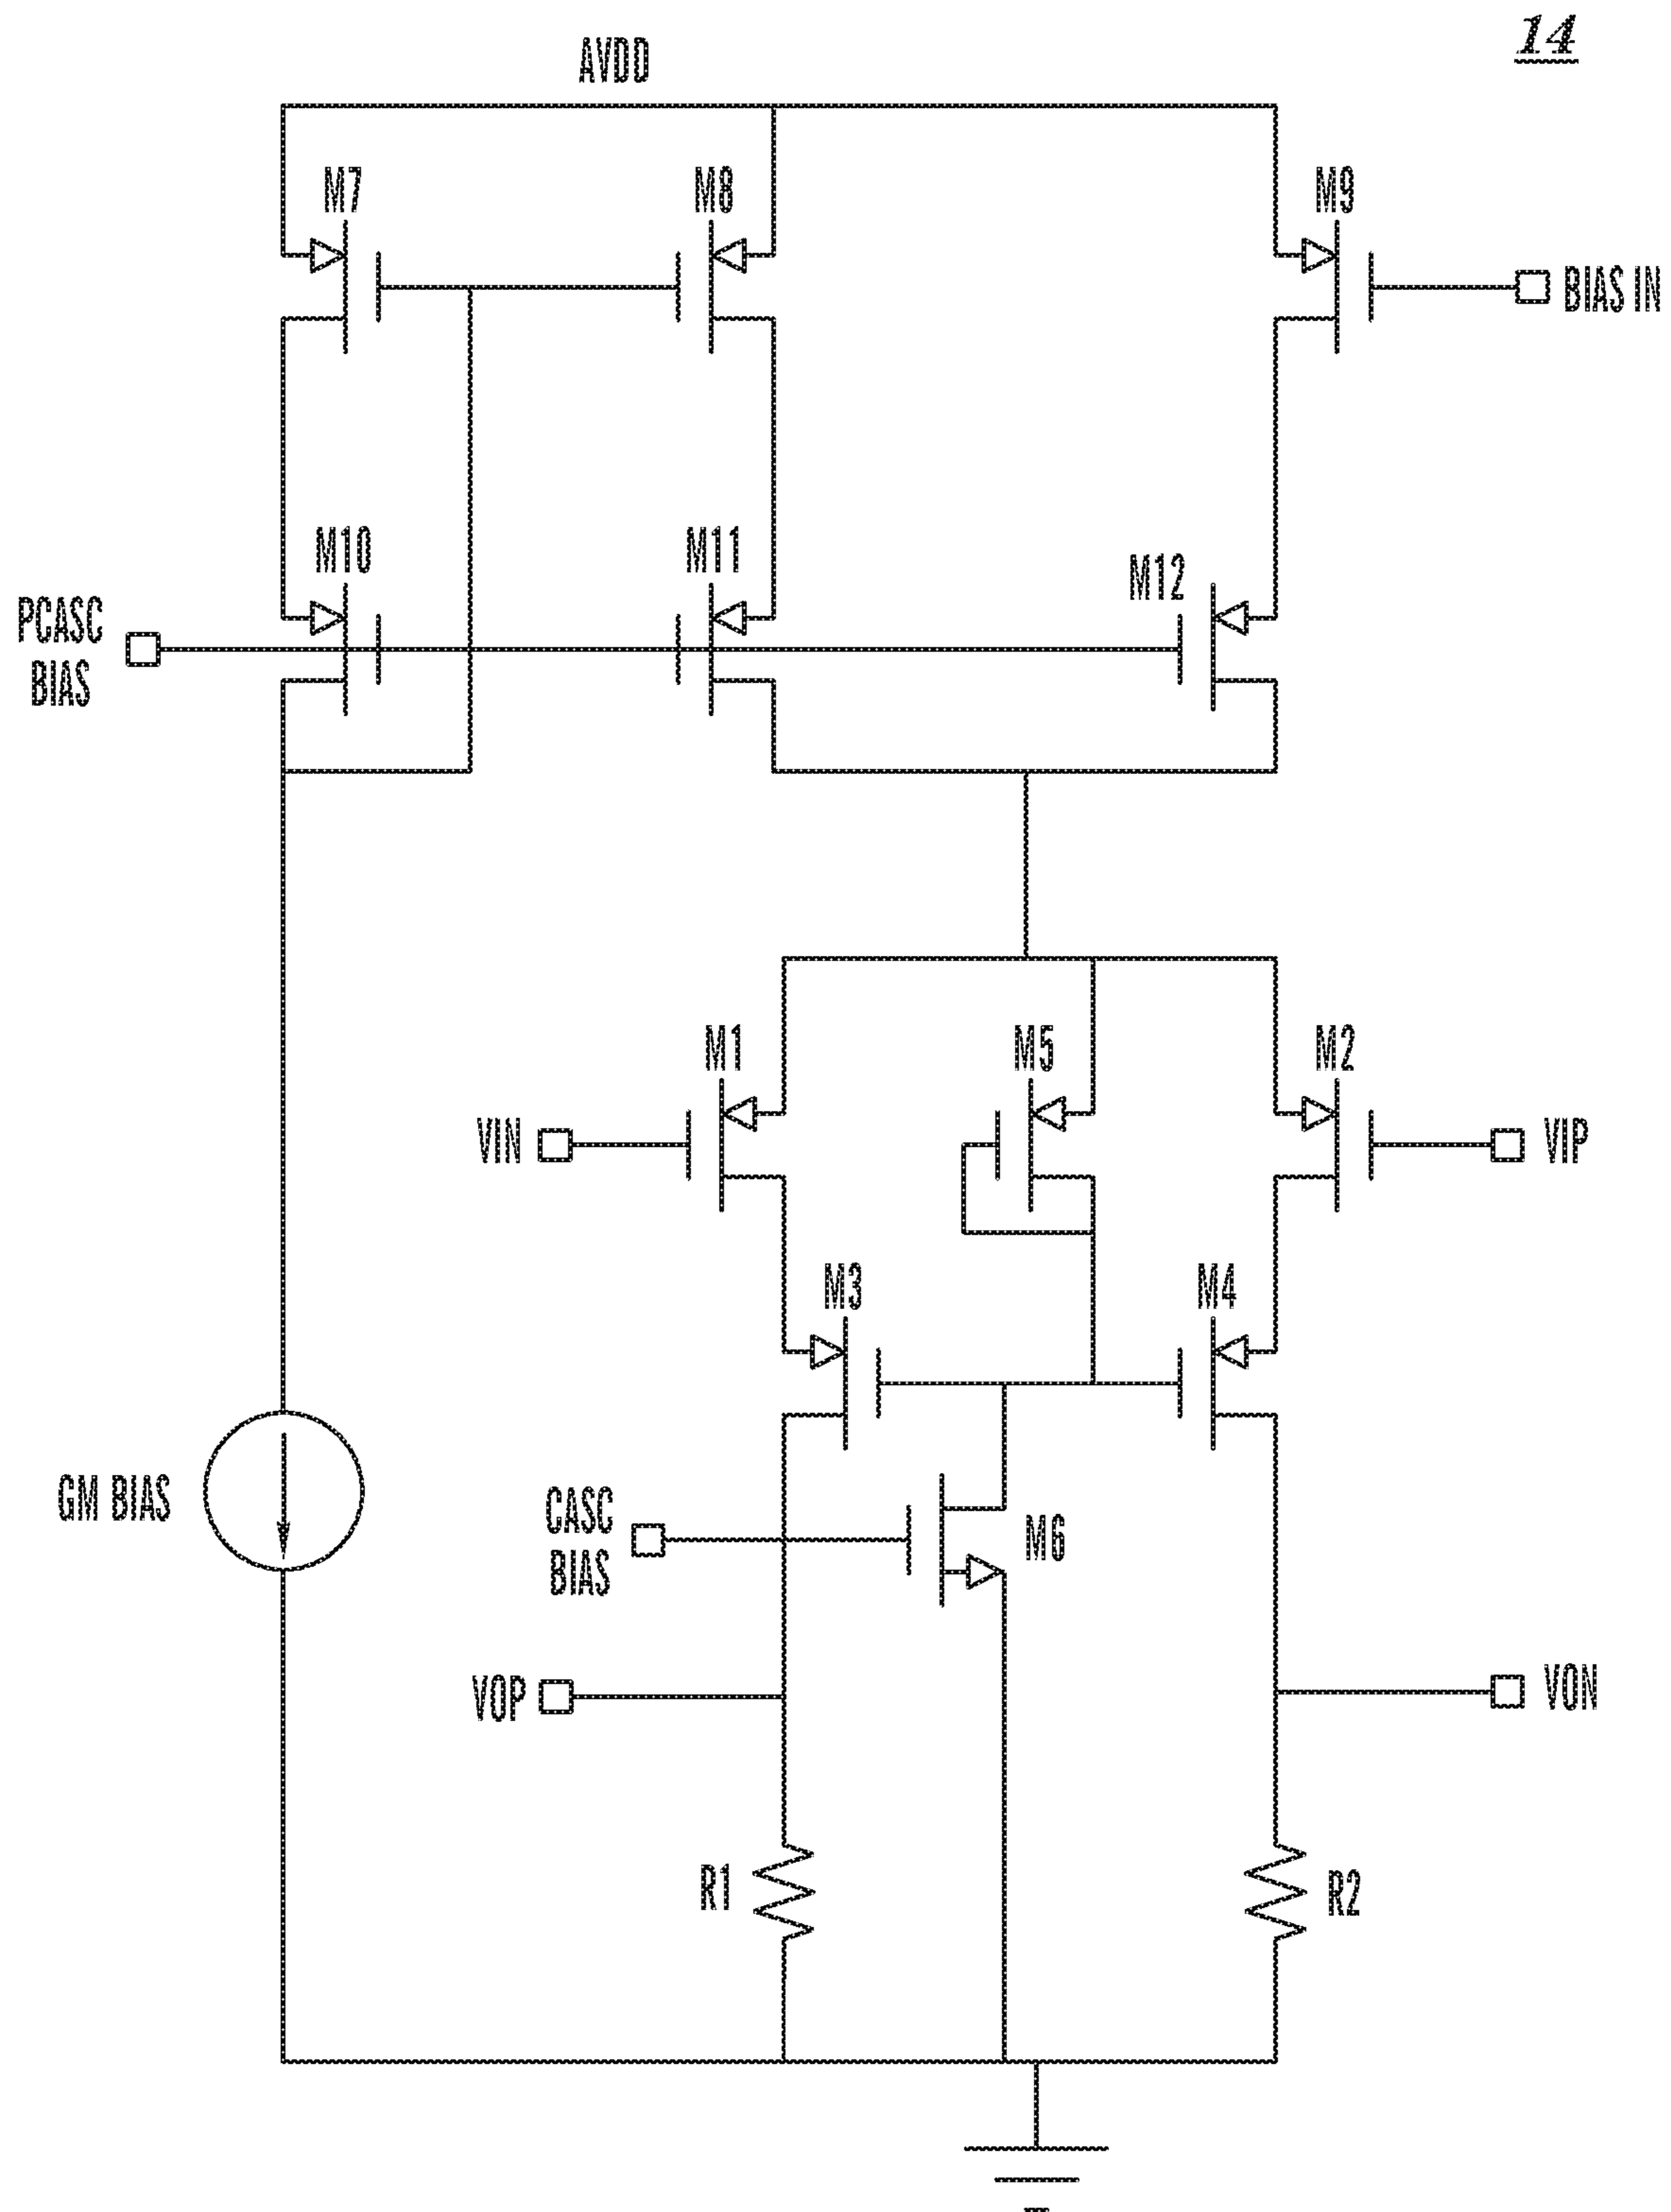 14
AVDD
M7
M8
M9
BIAS IN
M10
M11
M12
PCASC
BIAS
M1
M5
M2
VIN
VIP
M3
M4
GM BIAS
CASC
BIAS
M6
VOP
VON
R1
R2